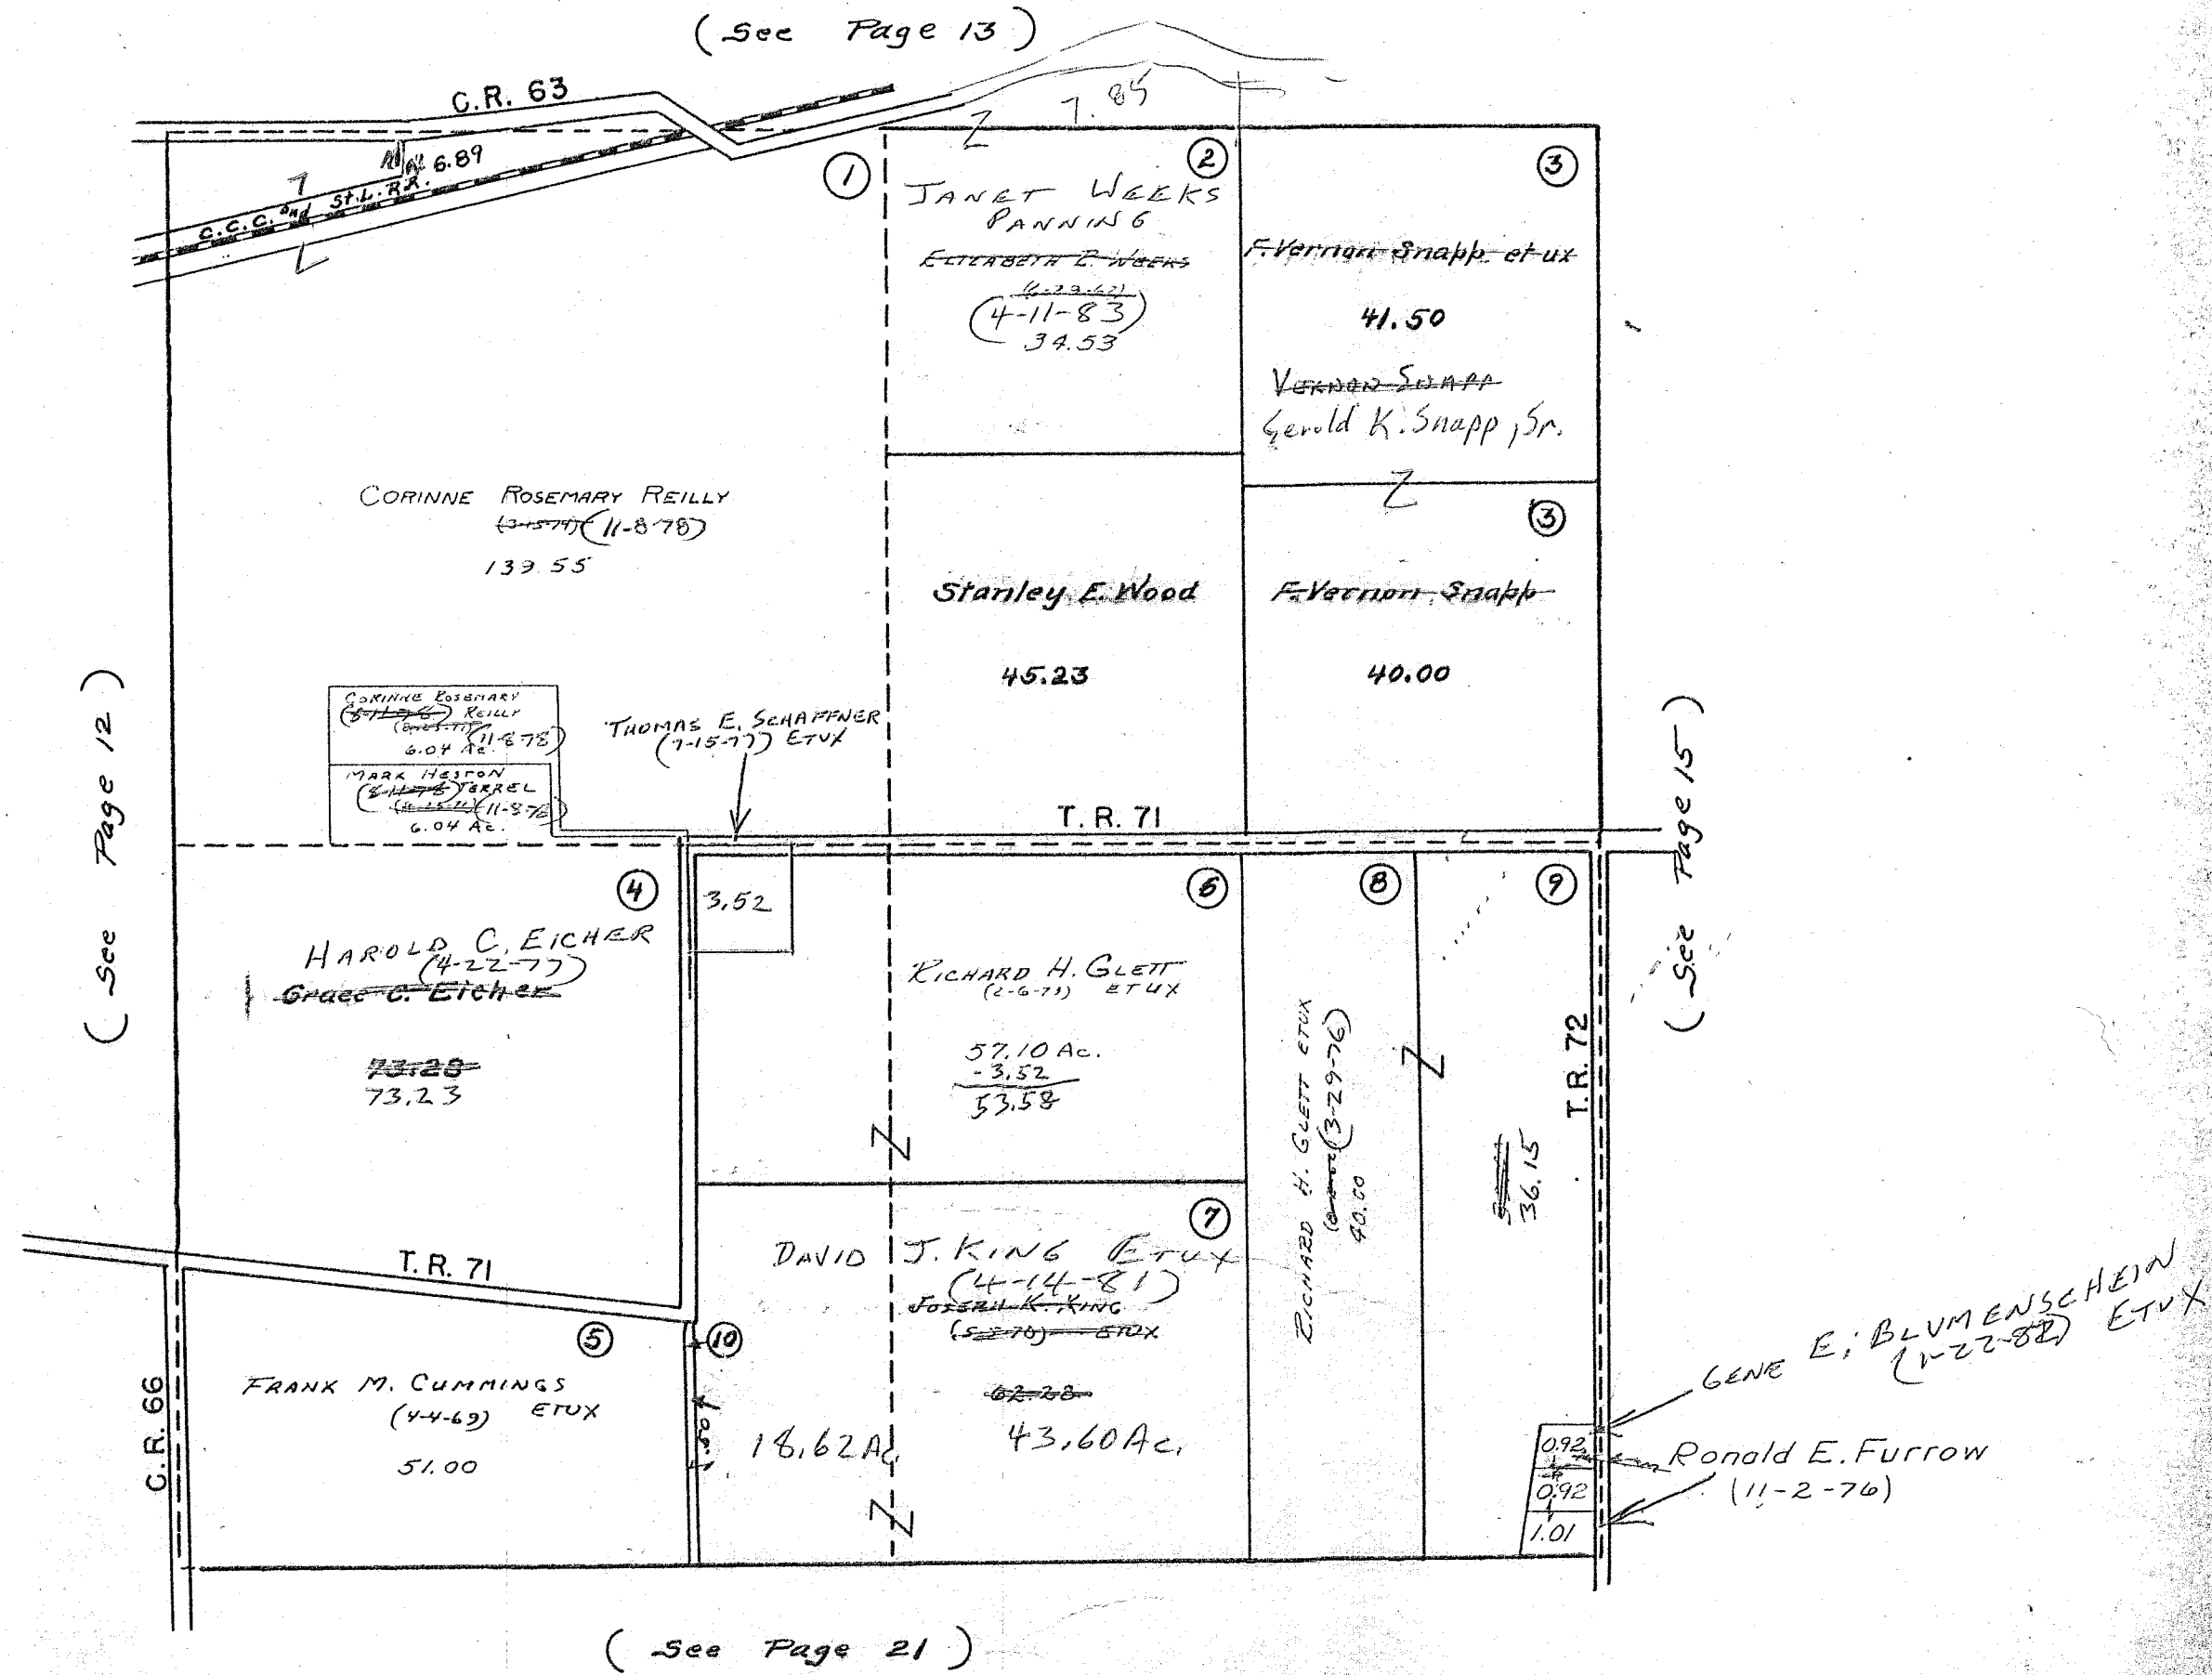 ( See Page 13 )
C.R. 63
7.85
6.89
C.C.C. and St.L. R.R.
1
2
3
JANET WEEKS
PANNING
ELIZABETH P. WEEKS
(4-11-83)
34.53
F. Vernon Snapp et ux
41.50
VERNON SNAPP
Gerold K. Snapp, Sr.
CORINNE ROSEMARY REILLY
(11-8-78)
139.55
3
Stanley E. Wood
45.23
F. Vernon Snapp
40.00
( See Page 12 )
( See Page 15 )
CORINNE ROSEMARY
REILLY
(11-8-78)
6.04 Ac.
MARK HESTON
TERREL
(11-8-78)
6.04 Ac.
THOMAS E. SCHAFFNER
(7-15-77) ETUX
T. R. 71
4
3.52
6
8
9
HAROLD C. EICHER
(4-22-77)
Grace C. Eicher
73.28
73.23
RICHARD H. GLETT
(2-6-73) ETUX
57.10 Ac.
-3.52
53.58
RICHARD H. GLETT ETUX
(3-29-76)
40.00
T.R. 72
36.15
T. R. 71
7
DAVID J. KING ETUX
(4-14-81)
JOSEPH K. KING
ETUX
62.28
18.62 Ac.
43.60 Ac.
5
10
FRANK M. CUMMINGS
(4-4-69) ETUX
51.00
C.R. 66
GENE E. BLUMENSCHEIN
(1-22-82) ETUX
0.92
0.92
1.01
Ronald E. Furrow
(11-2-76)
( See Page 21 )